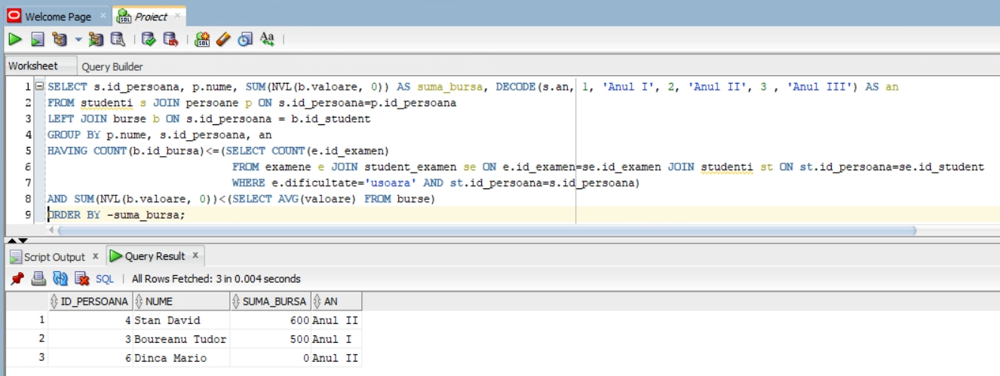 Welcome Page
Proiect
Worksheet
Query Builder
1 SELECT s.id_persoana, p.nume, SUM(NVL(b.valoare, 0)) AS suma_bursa, DECODE(s.an, 1, 'Anul I', 2, 'Anul II', 3 , 'Anul III') AS an
2 FROM studenti s JOIN persoane p ON s.id_persoana=p.id_persoana
3 LEFT JOIN burse b ON s.id_persoana = b.id_student
4 GROUP BY p.nume, s.id_persoana, an
5 HAVING COUNT(b.id_bursa)<=(SELECT COUNT(e.id_examen)
6 FROM examene e JOIN student_examen se ON e.id_examen=se.id_examen JOIN studenti st ON st.id_persoana=se.id_student
7 WHERE e.dificultate='usoara' AND st.id_persoana=s.id_persoana)
8 AND SUM(NVL(b.valoare, 0))<(SELECT AVG(valoare) FROM burse)
9 ORDER BY -suma_bursa;
Script Output x
Query Result x
SQL | All Rows Fetched: 3 in 0.004 seconds
ID_PERSOANA NUME SUMA_BURSA AN
1 4 Stan David 600 Anul II
2 3 Boureanu Tudor 500 Anul I
3 6 Dinca Mario 0 Anul II